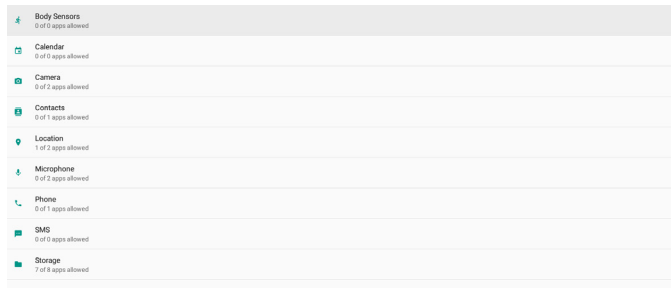 Body Sensors
0 of 0 apps allowed
Calendar
0 of 0 apps allowed
Camera
0 of 2 apps allowed
Contacts
0 of 1 apps allowed
Location
1 of 2 apps allowed
Microphone
0 of 2 apps allowed
Phone
0 of 1 apps allowed
SMS
0 of 0 apps allowed
Storage
7 of 8 apps allowed